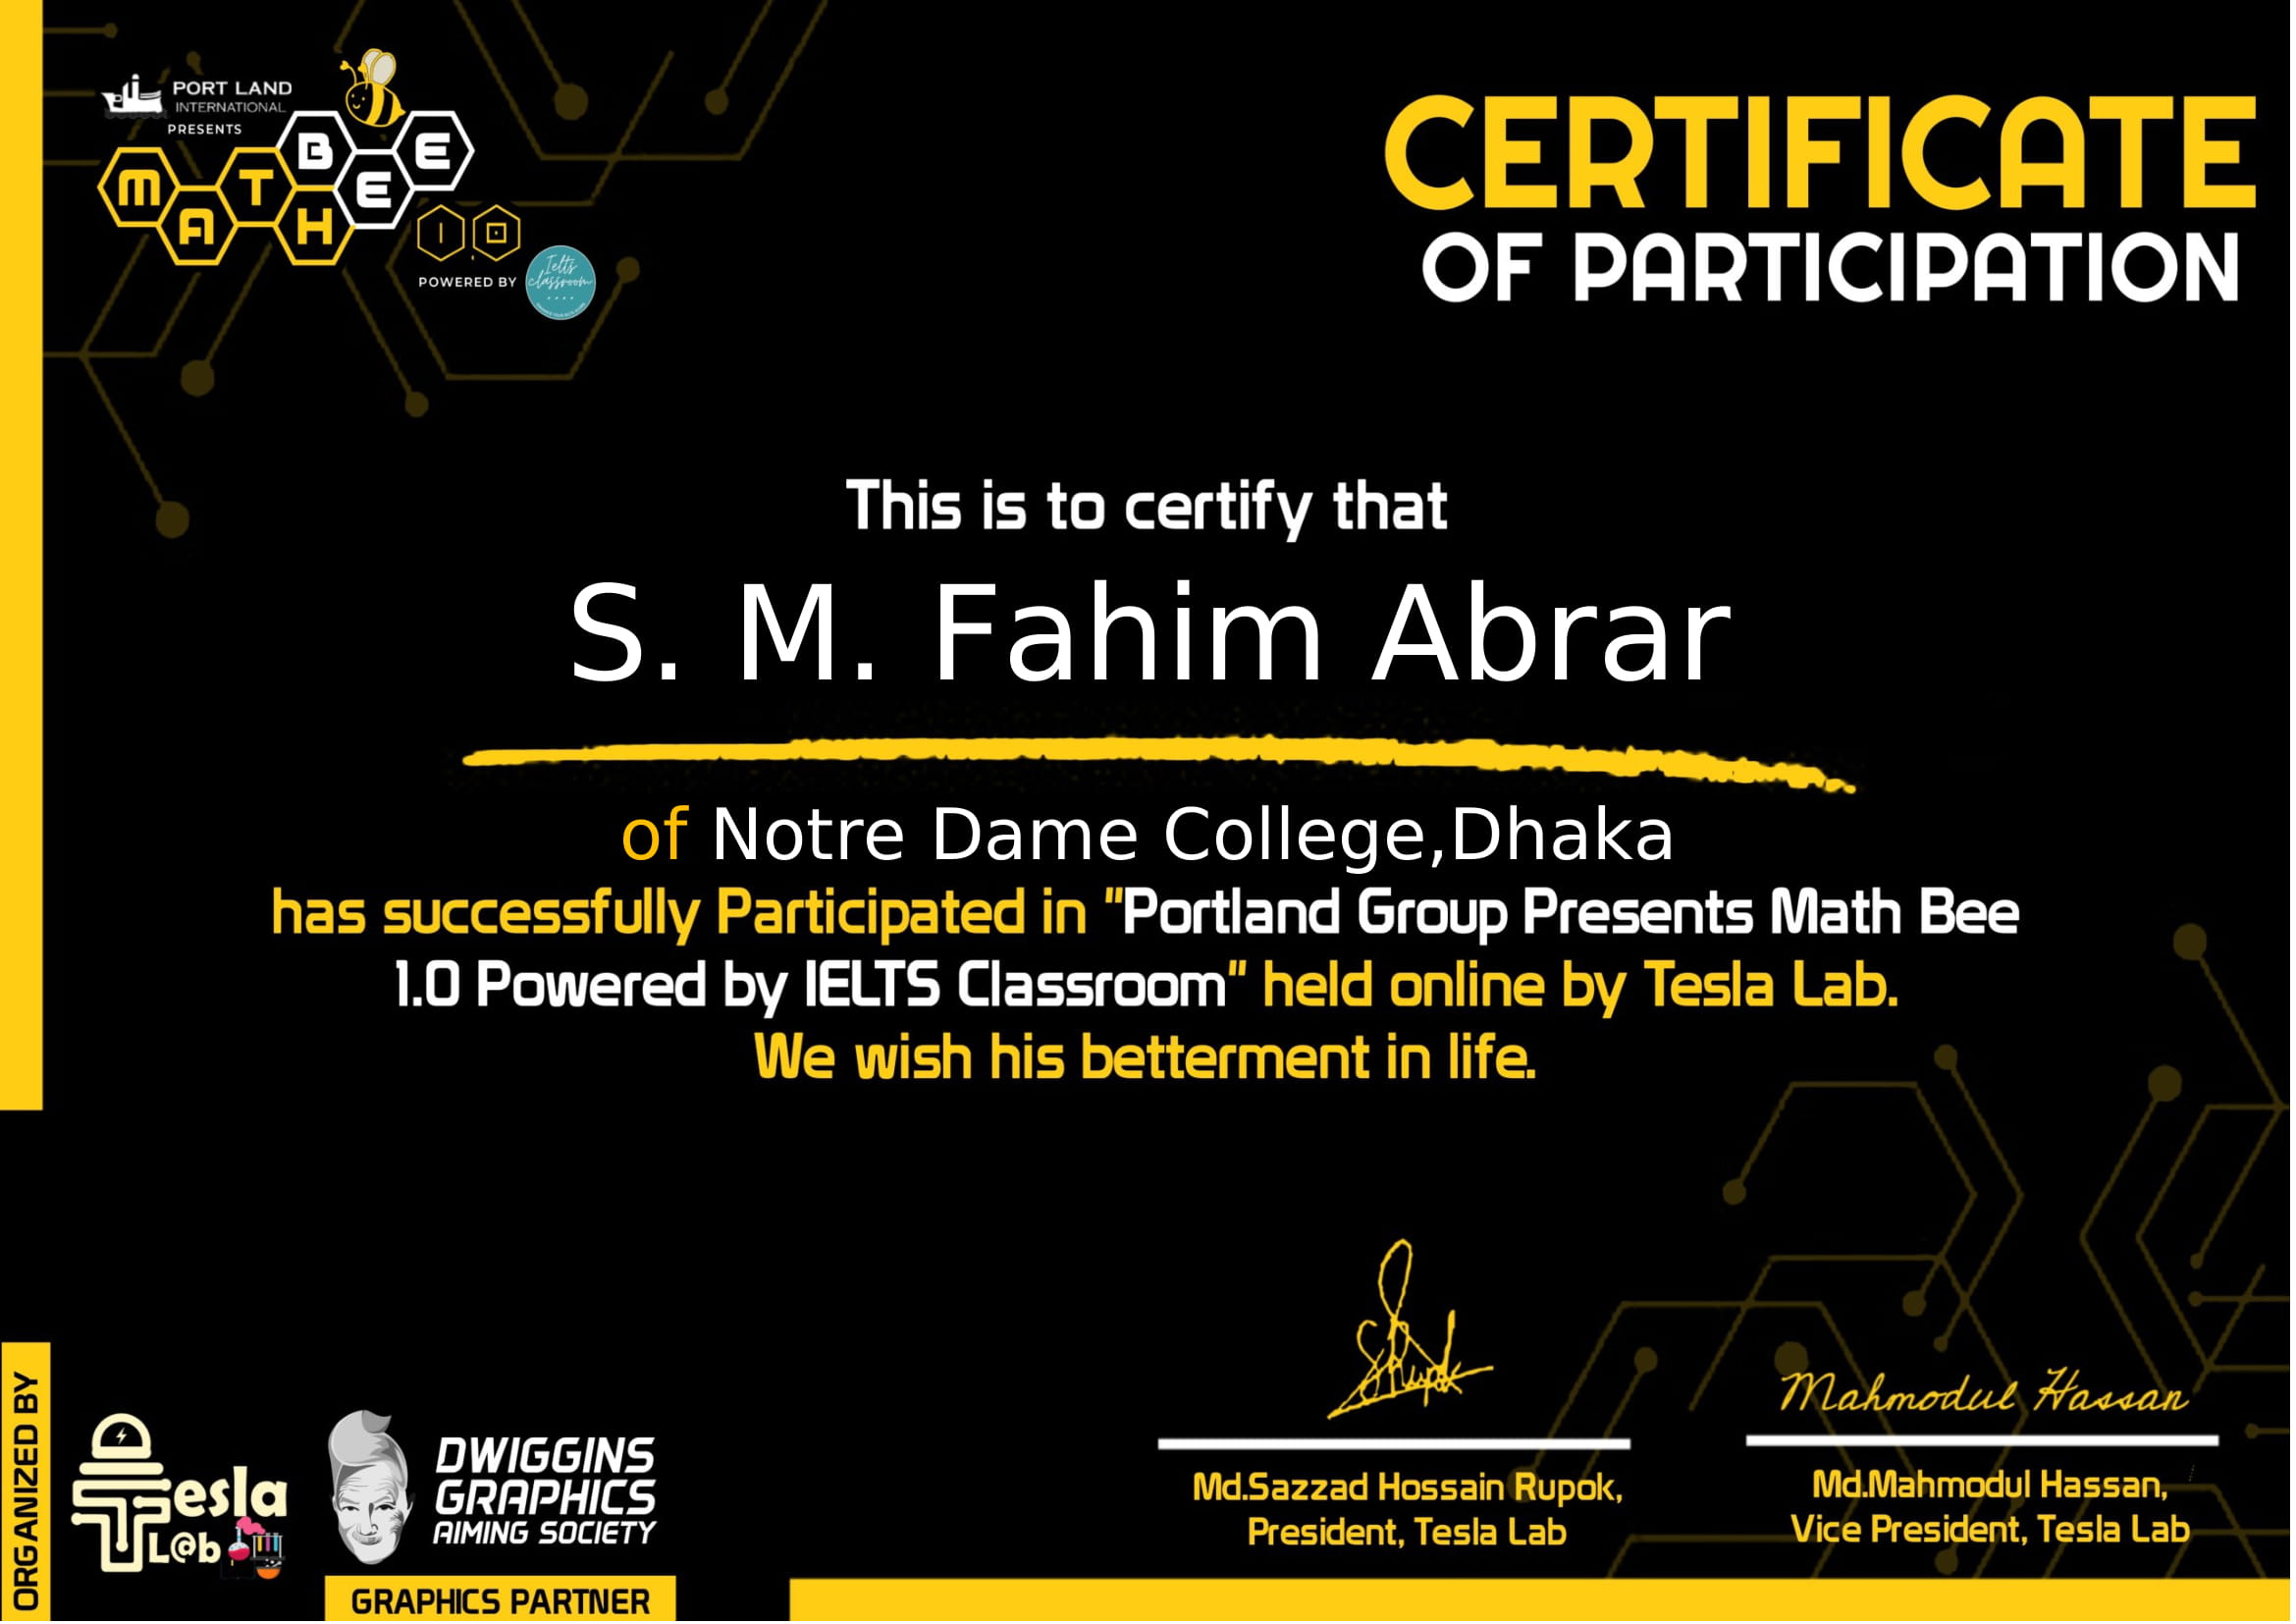 PORT LAND
INTERNATIONAL
PRESENTS
MATH BEE
1.0
POWERED BY
Ielts
classroom
CERTIFICATE
OF PARTICIPATION
This is to certify that
S. M. Fahim Abrar
of Notre Dame College,Dhaka
has successfully Participated in "Portland Group Presents Math Bee
1.0 Powered by IELTS Classroom" held online by Tesla Lab.
We wish his betterment in life.
ORGANIZED BY
Tesla
L@b
DWIGGINS
GRAPHICS
AIMING SOCIETY
GRAPHICS PARTNER
SRupok
Md.Sazzad Hossain Rupok,
President, Tesla Lab
Mahmodul Hassan
Md.Mahmodul Hassan,
Vice President, Tesla Lab